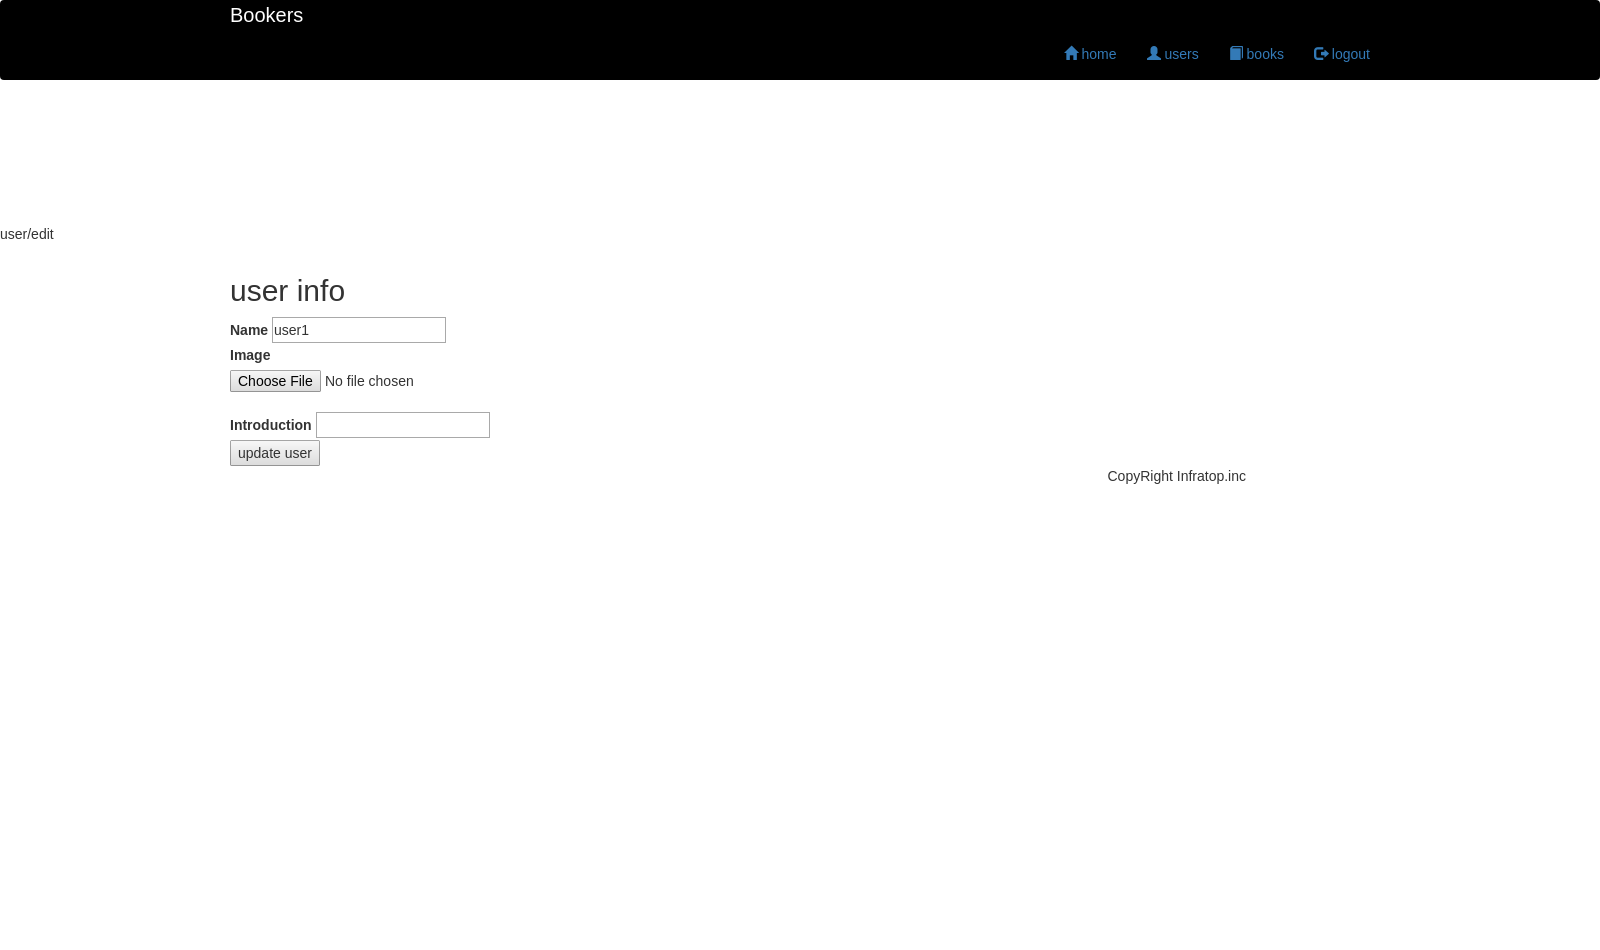 Bookers
home users books logout
user/edit
user info
Name user1
Image
Choose File No file chosen
Introduction
update user
CopyRight Infratop.inc